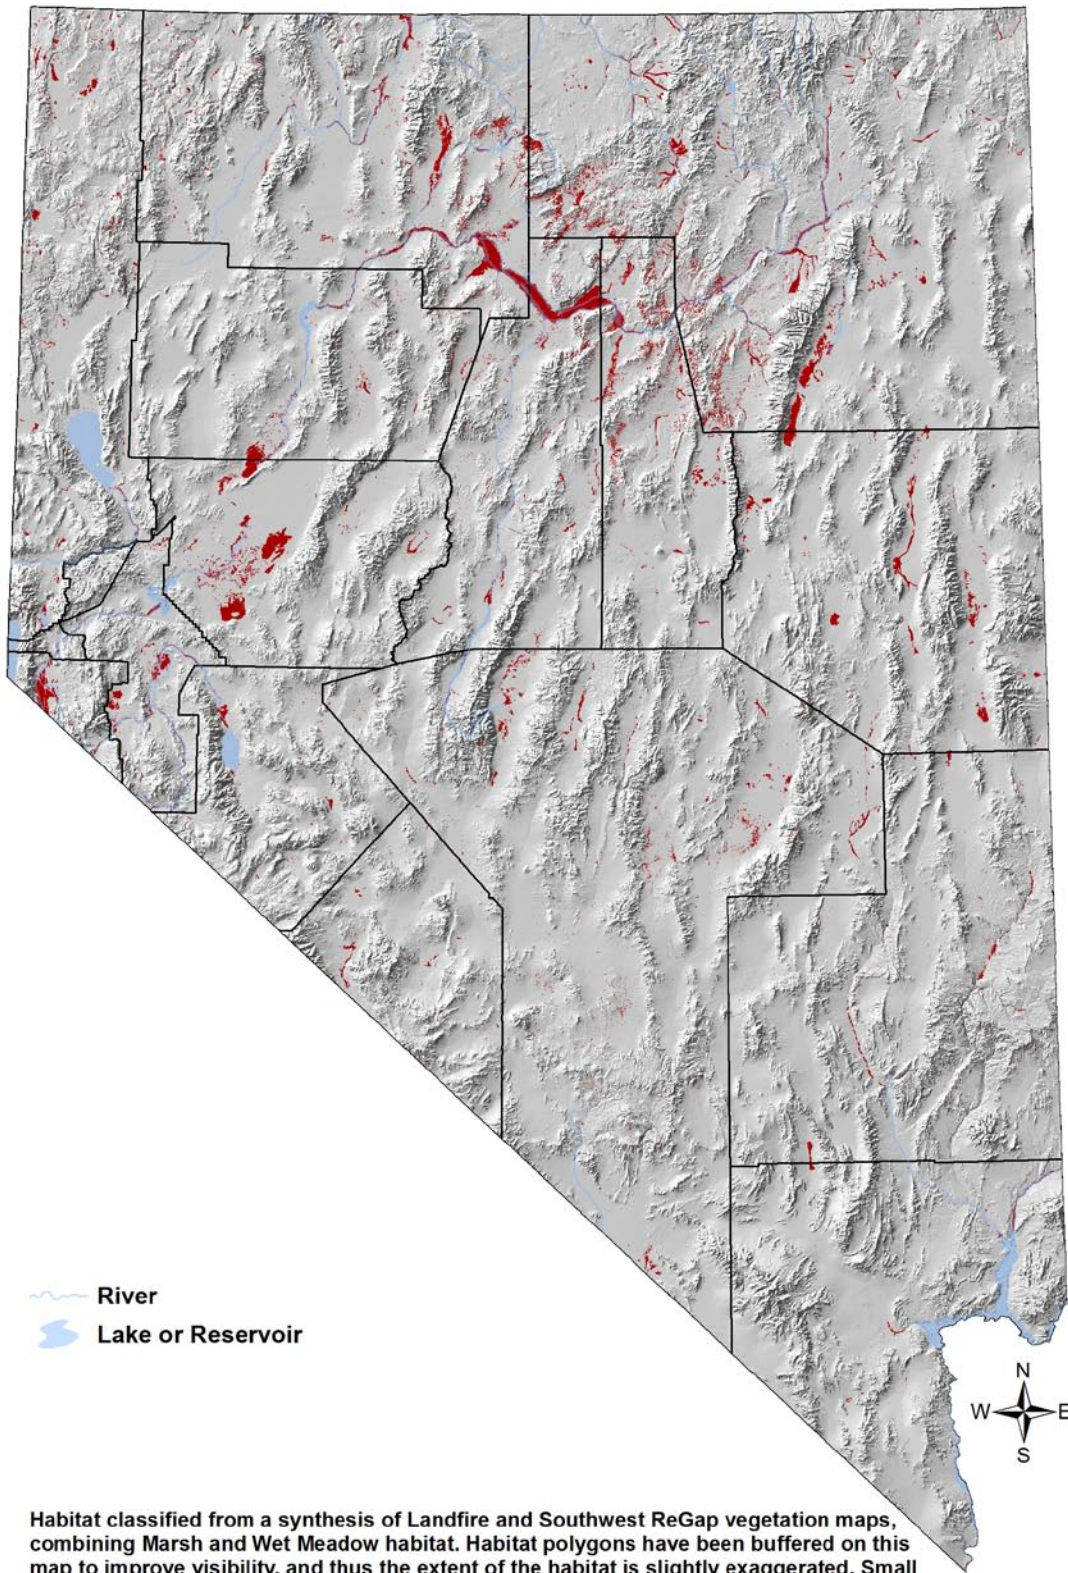 River
Lake or Reservoir
N
W E
S
Habitat classified from a synthesis of Landfire and Southwest ReGap vegetation maps,
combining Marsh and Wet Meadow habitat. Habitat polygons have been buffered on this
map to improve visibility, and thus the extent of the habitat is slightly exaggerated. Small